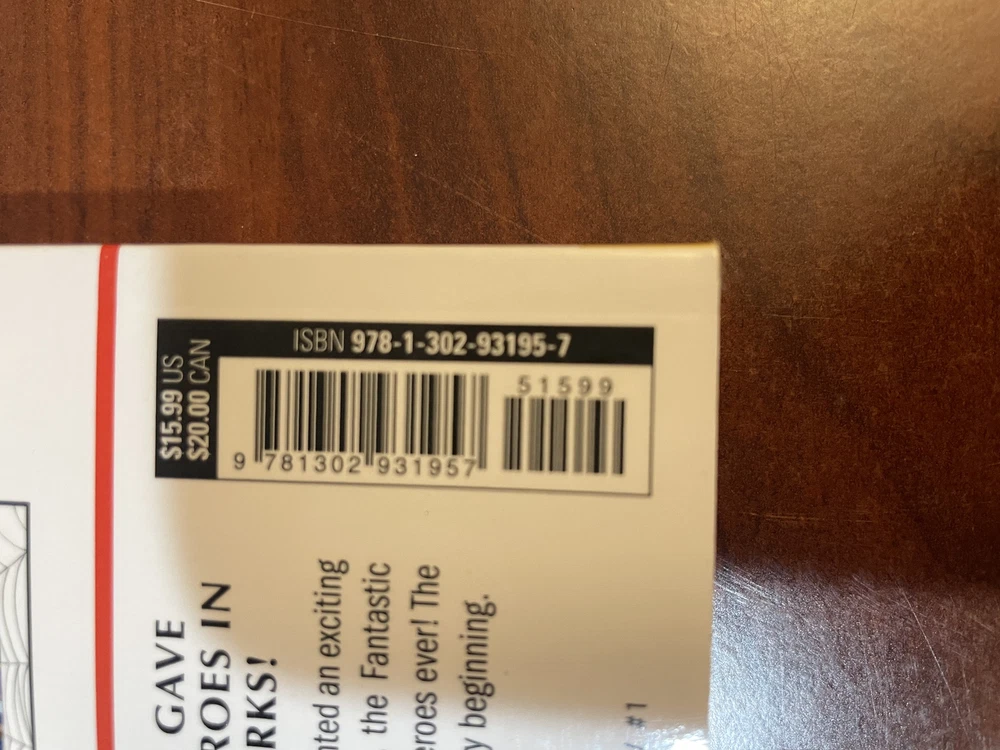 GAVE
ROES IN
RKS!
nted an exciting
the Fantastic
eroes ever! The
y beginning.
#1
$15.99 US
$20.00 CAN
ISBN 978-1-302-93195-7
51599
9 781302 931957